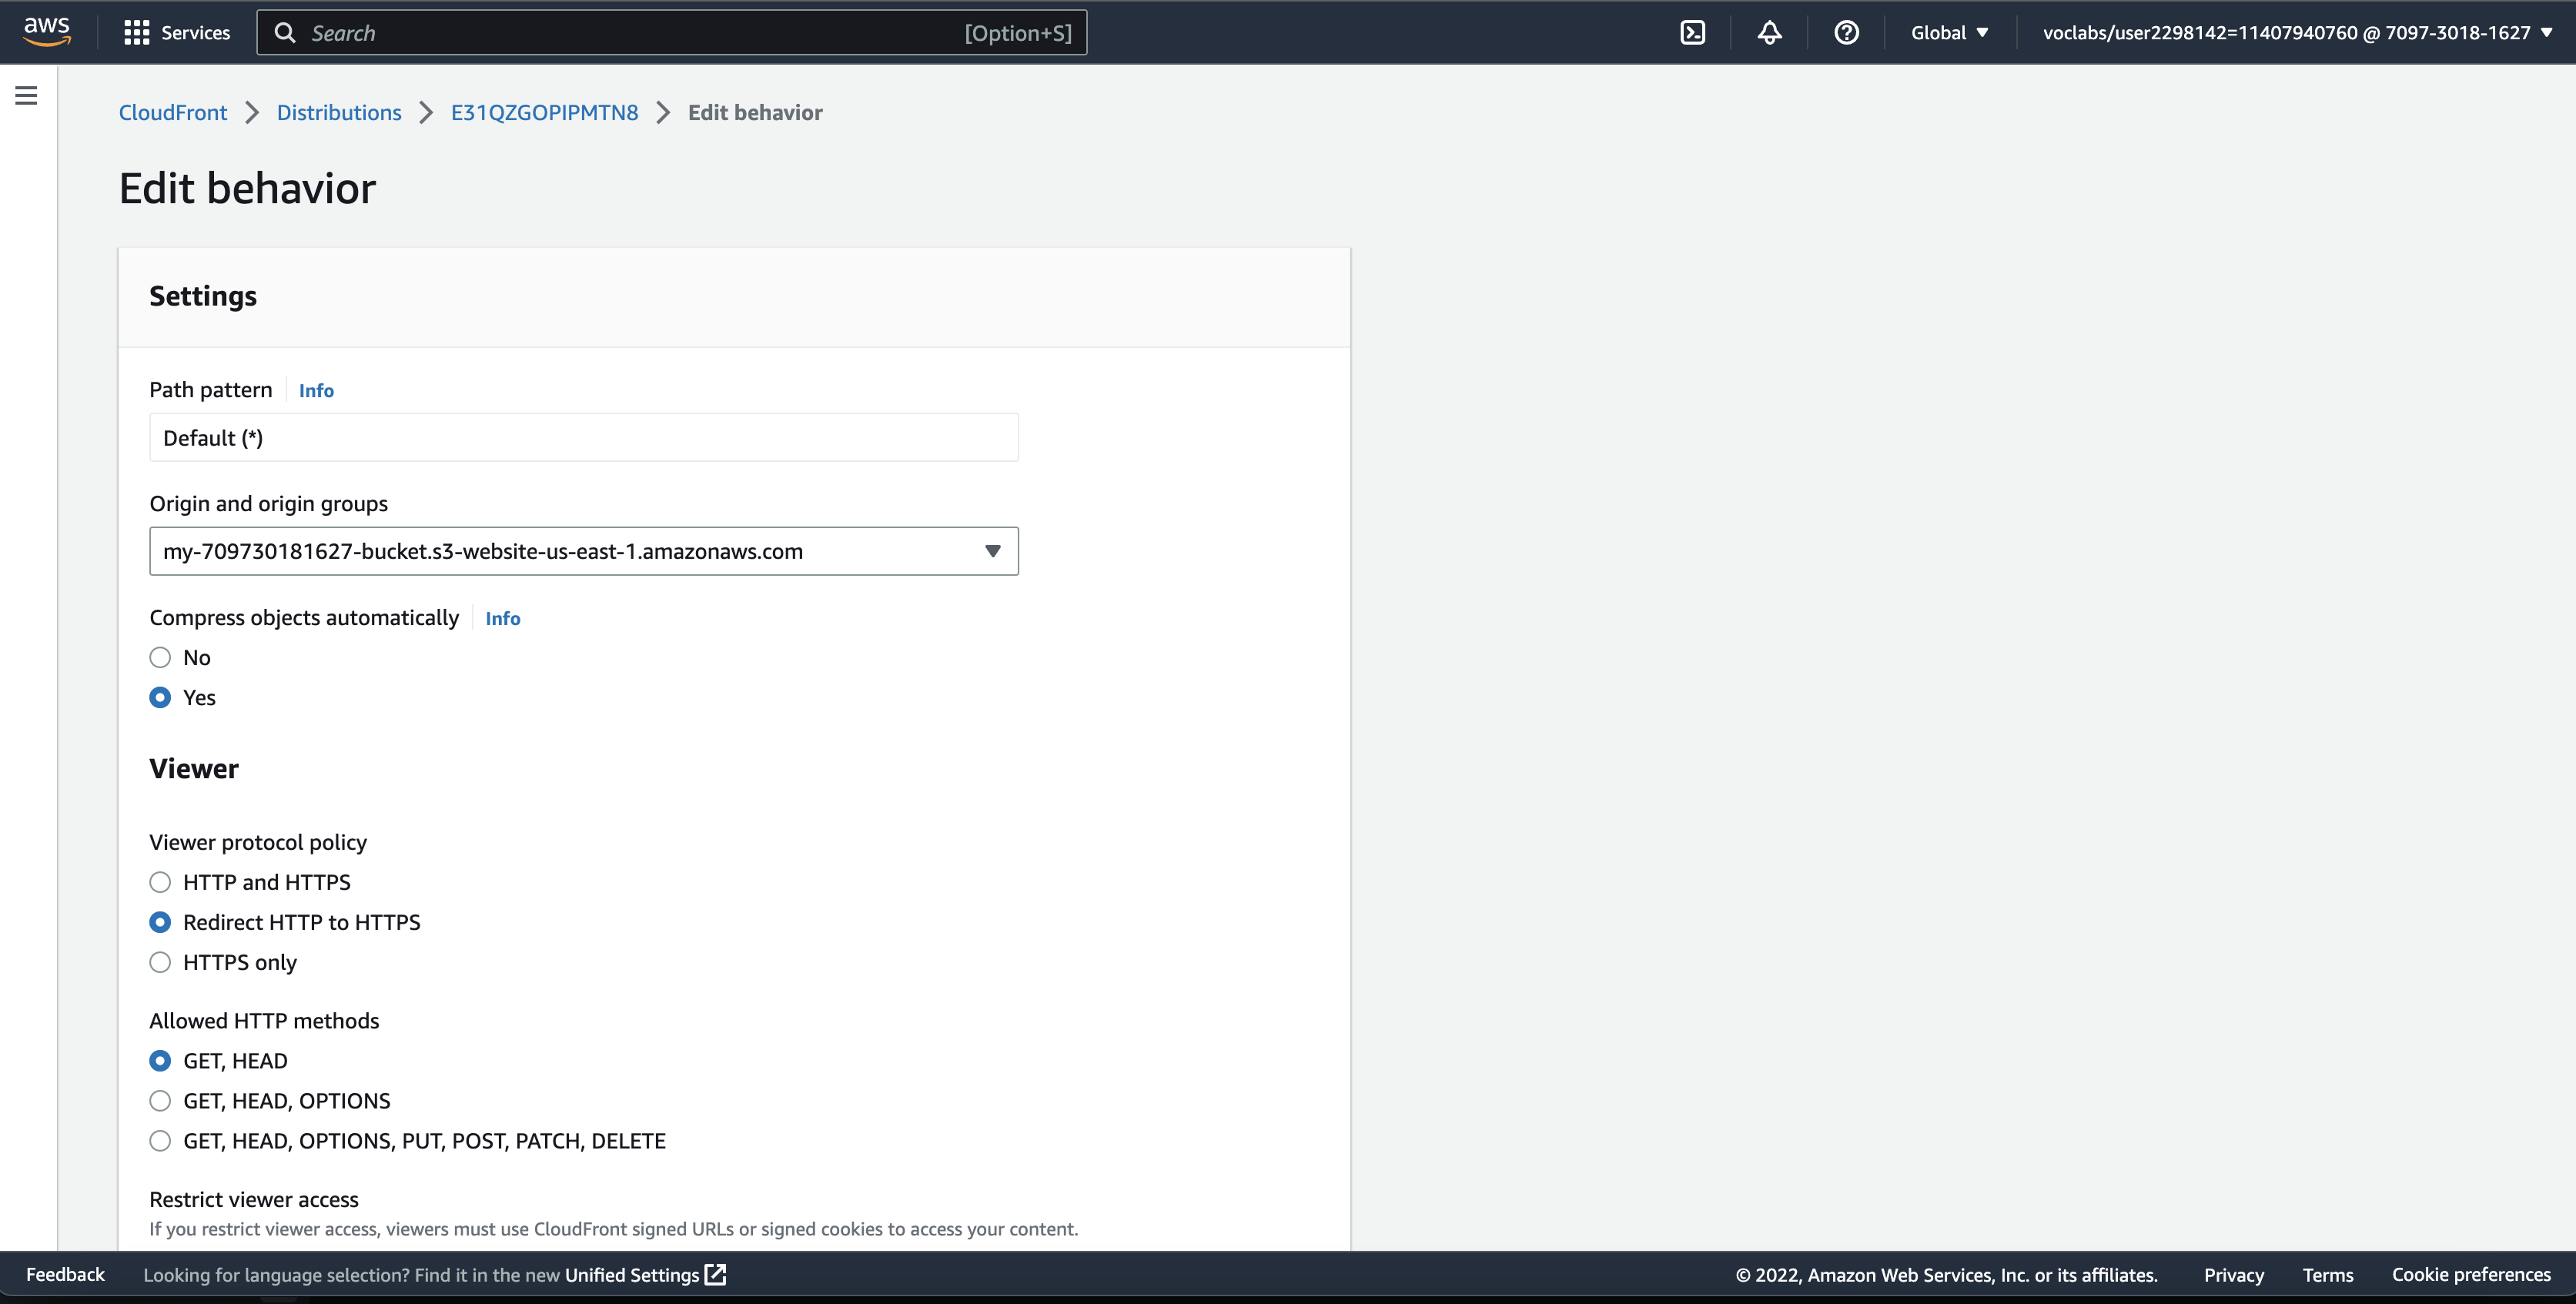 aws Services Search [Option+S] Global voclabs/user2298142=11407940760 @ 7097-3018-1627
CloudFront Distributions E31QZGOPIPMTN8 Edit behavior
Edit behavior
Settings
Path pattern Info
Default (*)
Origin and origin groups
my-709730181627-bucket.s3-website-us-east-1.amazonaws.com
Compress objects automatically Info
No
Yes
Viewer
Viewer protocol policy
HTTP and HTTPS
Redirect HTTP to HTTPS
HTTPS only
Allowed HTTP methods
GET, HEAD
GET, HEAD, OPTIONS
GET, HEAD, OPTIONS, PUT, POST, PATCH, DELETE
Restrict viewer access
If you restrict viewer access, viewers must use CloudFront signed URLs or signed cookies to access your content.
Feedback Looking for language selection? Find it in the new Unified Settings © 2022, Amazon Web Services, Inc. or its affiliates. Privacy Terms Cookie preferences